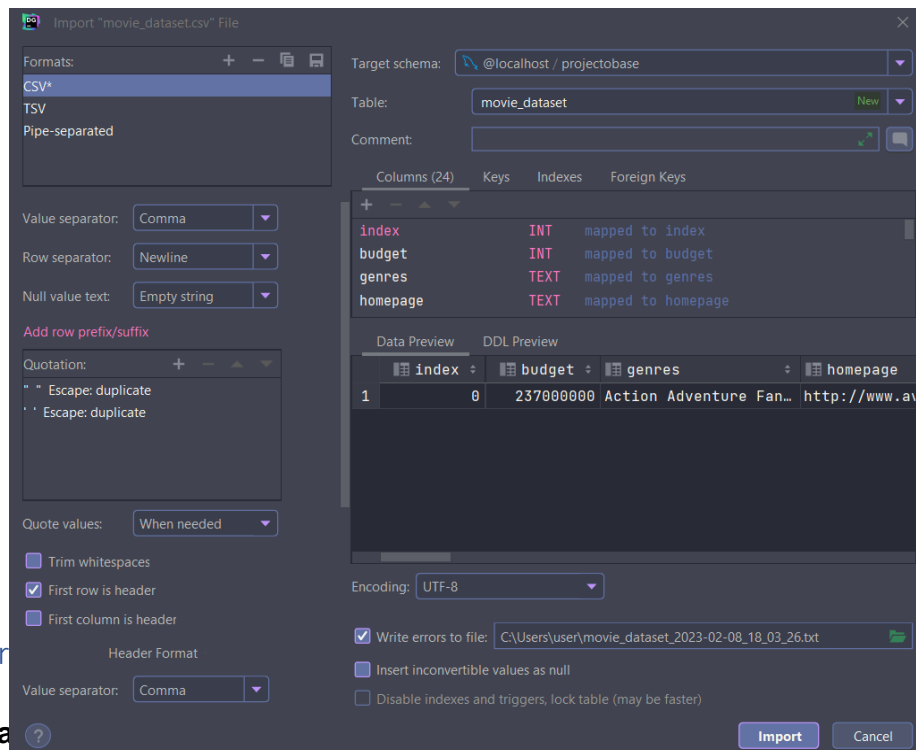 DG
Import "movie_dataset.csv" File
Formats:
CSV*
TSV
Pipe-separated
Value separator: Comma
Row separator: Newline
Null value text: Empty string
Add row prefix/suffix
Quotation:
" " Escape: duplicate
' ' Escape: duplicate
Quote values: When needed
Trim whitespaces
First row is header
First column is header
Header Format
Value separator: Comma
?
Target schema: @localhost / projectobase
Table: movie_dataset New
Comment:
Columns (24) Keys Indexes Foreign Keys
index INT mapped to index
budget INT mapped to budget
genres TEXT mapped to genres
homepage TEXT mapped to homepage
Data Preview DDL Preview
index budget genres homepage
1 0 237000000 Action Adventure Fan… http://www.av
Encoding: UTF-8
Write errors to file: C:\Users\user\movie_dataset_2023-02-08_18_03_26.txt
Insert inconvertible values as null
Disable indexes and triggers, lock table (may be faster)
Import Cancel